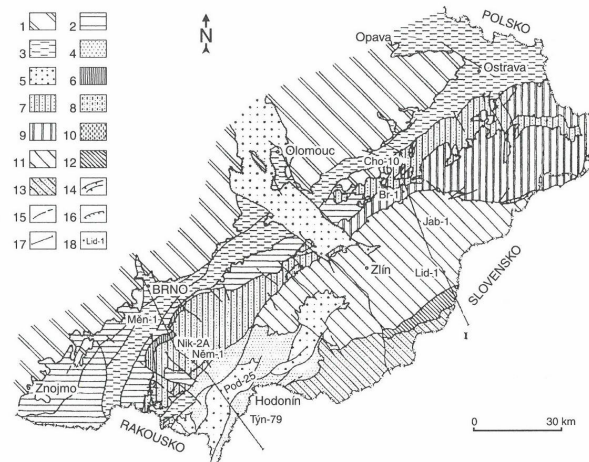 1 2
3 4
5 6
7 8
9 10
11 12
13 14
15 16
17 18 Lid-1
N
POLSKO
Opava
Ostrava
Olomouc
Cho-10
Br-1
Jab-1
Zlín
Lid-1
SLOVENSKO
I
BRNO
Měn-1
Nik-2A
Něm-1
Pod-25
Znojmo
Hodonín
Týn-79
RAKOUSKO
0 30 km